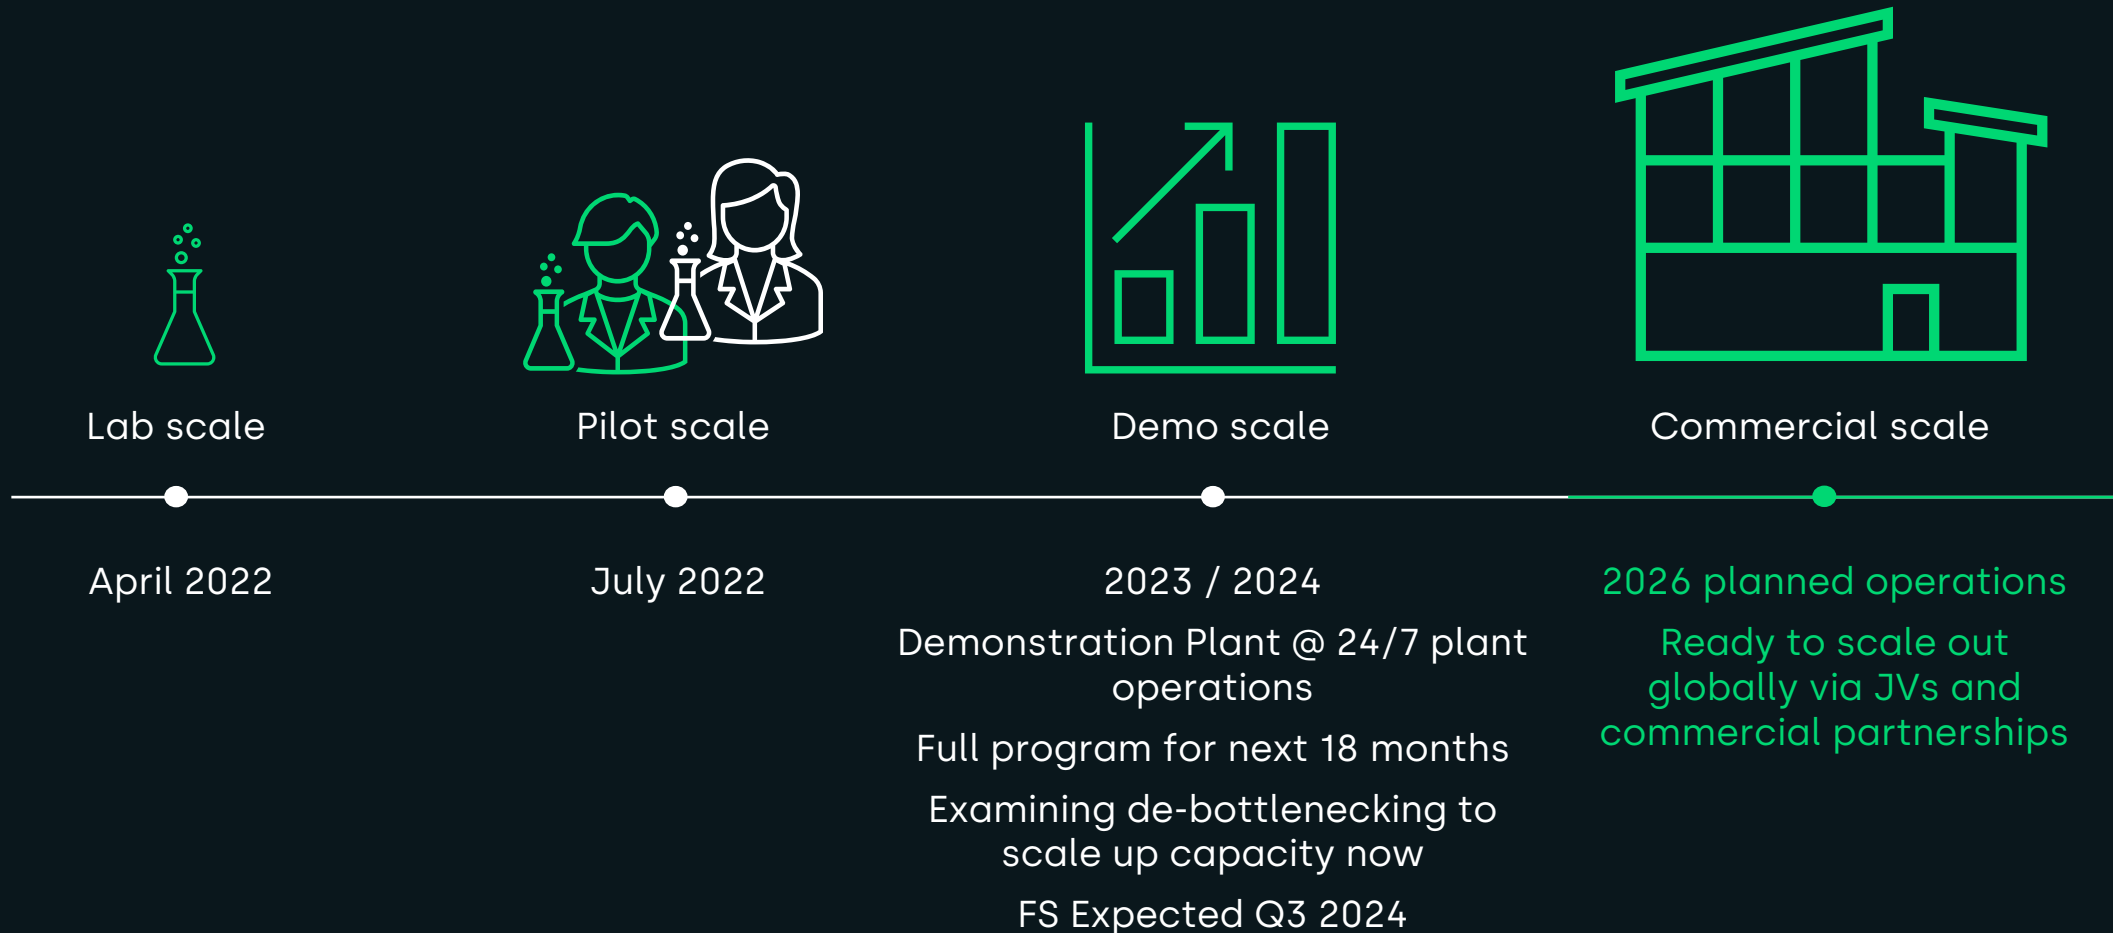 Lab scale
Pilot scale
Demo scale
Commercial scale
April 2022
July 2022
2023 / 2024
Demonstration Plant @ 24/7 plant
operations
Full program for next 18 months
Examining de-bottlenecking to
scale up capacity now
FS Expected Q3 2024
2026 planned operations
Ready to scale out
globally via JVs and
commercial partnerships